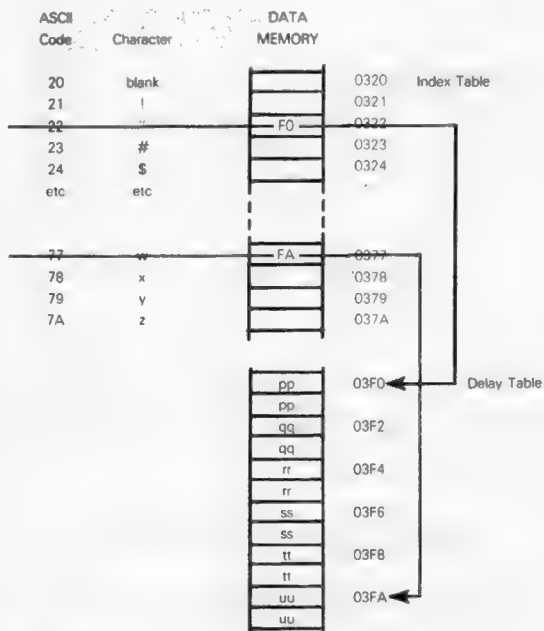 ASCII DATA
Code Character MEMORY
20 blank 0320 Index Table
21 ! 0321
22 " F0 0322
23 # 0323
24 $ 0324
etc etc
77 w FA 0377
78 x 0378
79 y 0379
7A z 037A
pp 03F0 Delay Table
pp
qq 03F2
qq
rr 03F4
rr
ss 03F6
ss
tt 03F8
tt
uu 03FA
uu